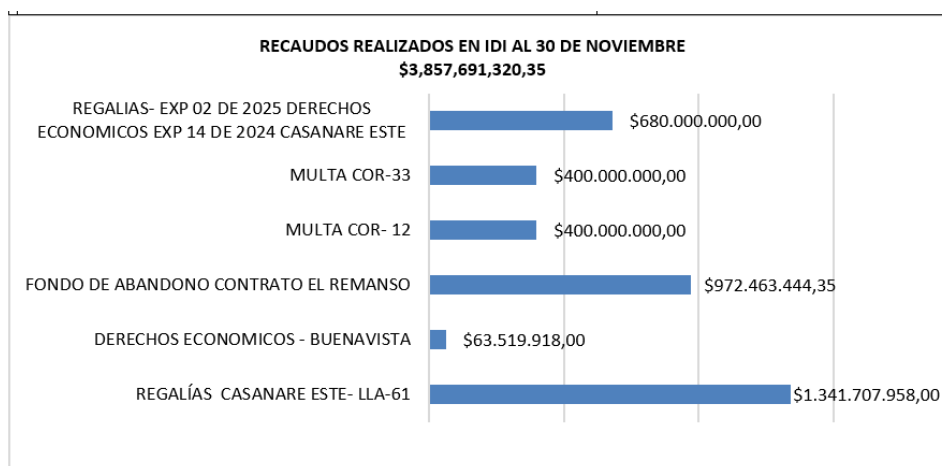 RECAUDOS REALIZADOS EN IDI AL 30 DE NOVIEMBRE
$3,857,691,320,35
REGALIAS- EXP 02 DE 2025 DERECHOS
ECONOMICOS EXP 14 DE 2024 CASANARE ESTE
$680.000.000,00
MULTA COR-33
$400.000.000,00
MULTA COR- 12
$400.000.000,00
FONDO DE ABANDONO CONTRATO EL REMANSO
$972.463.444,35
DERECHOS ECONOMICOS - BUENAVISTA
$63.519.918,00
REGALÍAS  CASANARE ESTE- LLA-61
$1.341.707.958,00